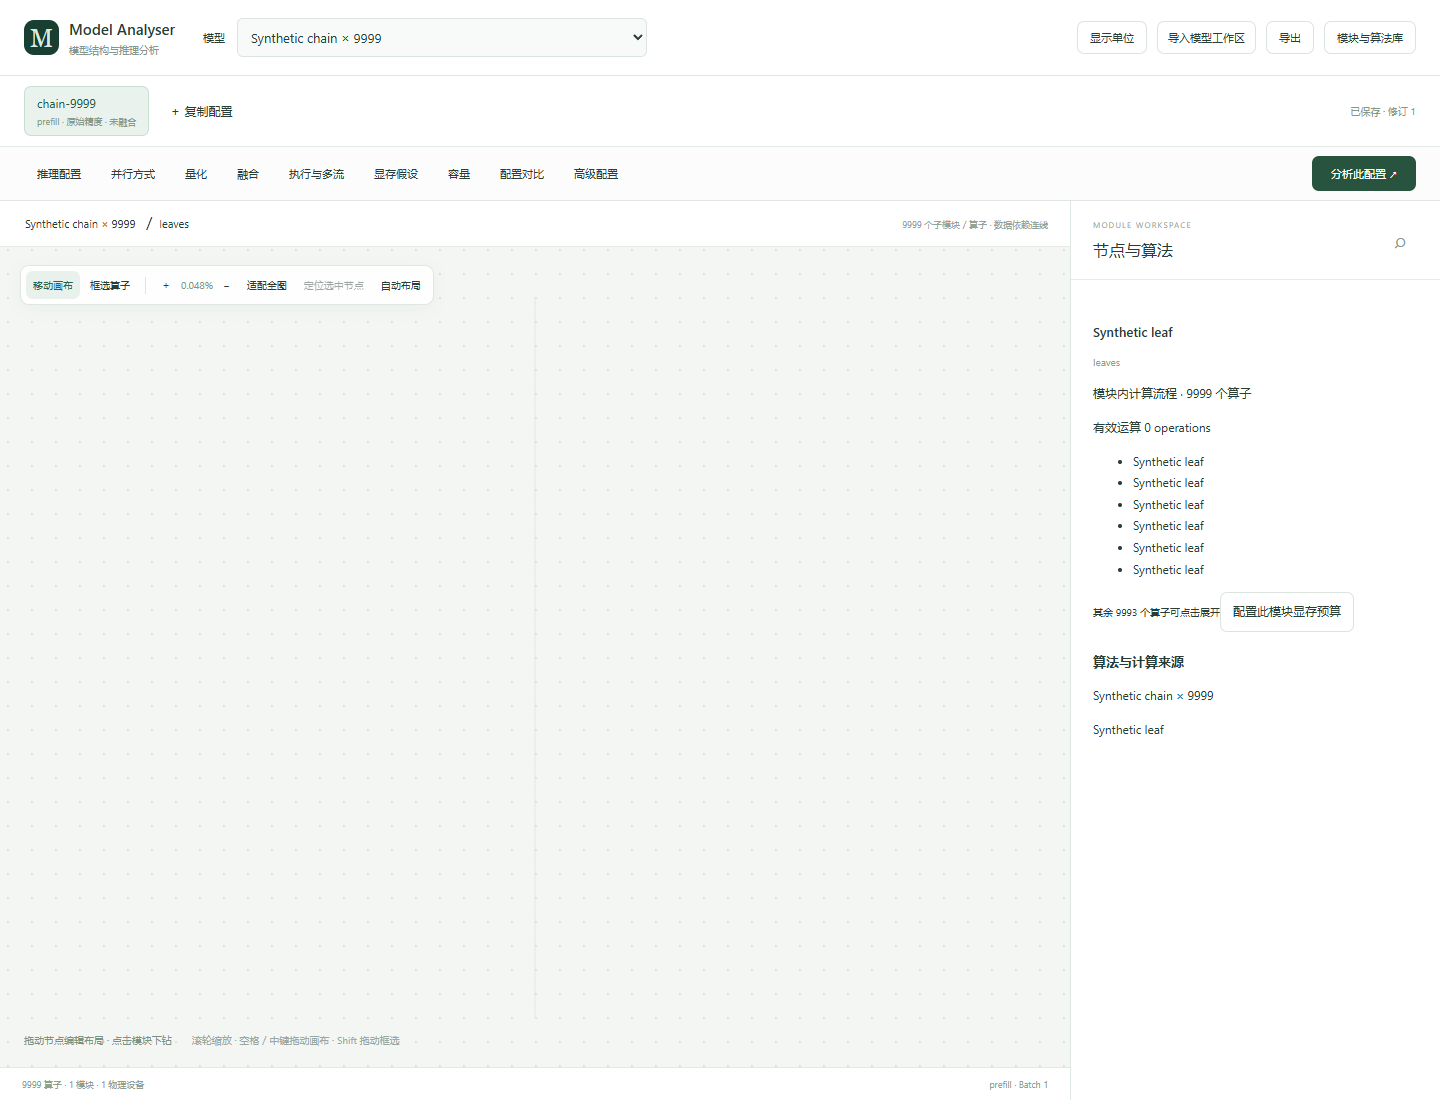 M
Model Analyser
模型结构与推理分析
模型
Synthetic chain × 9999
显示单位
导入模型工作区
导出
模块与算法库
chain-9999
prefill · 原始精度 · 未融合
+ 复制配置
已保存 · 修订 1
推理配置
并行方式
量化
融合
执行与多流
显存假设
容量
配置对比
高级配置
分析此配置 ↗
Synthetic chain × 9999 / leaves
9999 个子模块 / 算子 · 数据依赖连线
移动画布
框选算子
+
0.048%
−
适配全图
定位选中节点
自动布局
拖动节点编辑布局 · 点击模块下钻
滚轮缩放 · 空格 / 中键拖动画布 · Shift 拖动框选
9999 算子 · 1 模块 · 1 物理设备
prefill · Batch 1
MODULE WORKSPACE
节点与算法
Synthetic leaf
leaves
模块内计算流程 · 9999 个算子
有效运算 0 operations
• Synthetic leaf
• Synthetic leaf
• Synthetic leaf
• Synthetic leaf
• Synthetic leaf
• Synthetic leaf
其余 9993 个算子可点击展开
配置此模块显存预算
算法与计算来源
Synthetic chain × 9999
Synthetic leaf